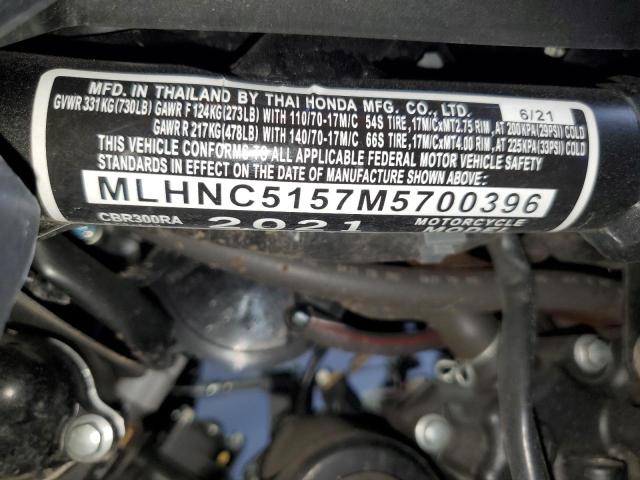 MFD. IN THAILAND BY THAI HONDA MFG. CO., LTD. 6/21
GVWR 331KG(730LB) GAWR F 124KG(273LB) WITH 110/70-17M/C 54S TIRE, 17M/CxMT2.75 RIM, AT 200KPA(29PSI) COLD
GAWR R 217KG(478LB) WITH 140/70-17M/C 66S TIRE, 17M/CxMT4.00 RIM, AT 225KPA(33PSI) COLD
THIS VEHICLE CONFORMS TO ALL APPLICABLE FEDERAL MOTOR VEHICLE SAFETY
STANDARDS IN EFFECT ON THE DATE OF MANUFACTURE SHOWN ABOVE.
MLHNC5157M5700396
CBR300RA 2021 MOTORCYCLE